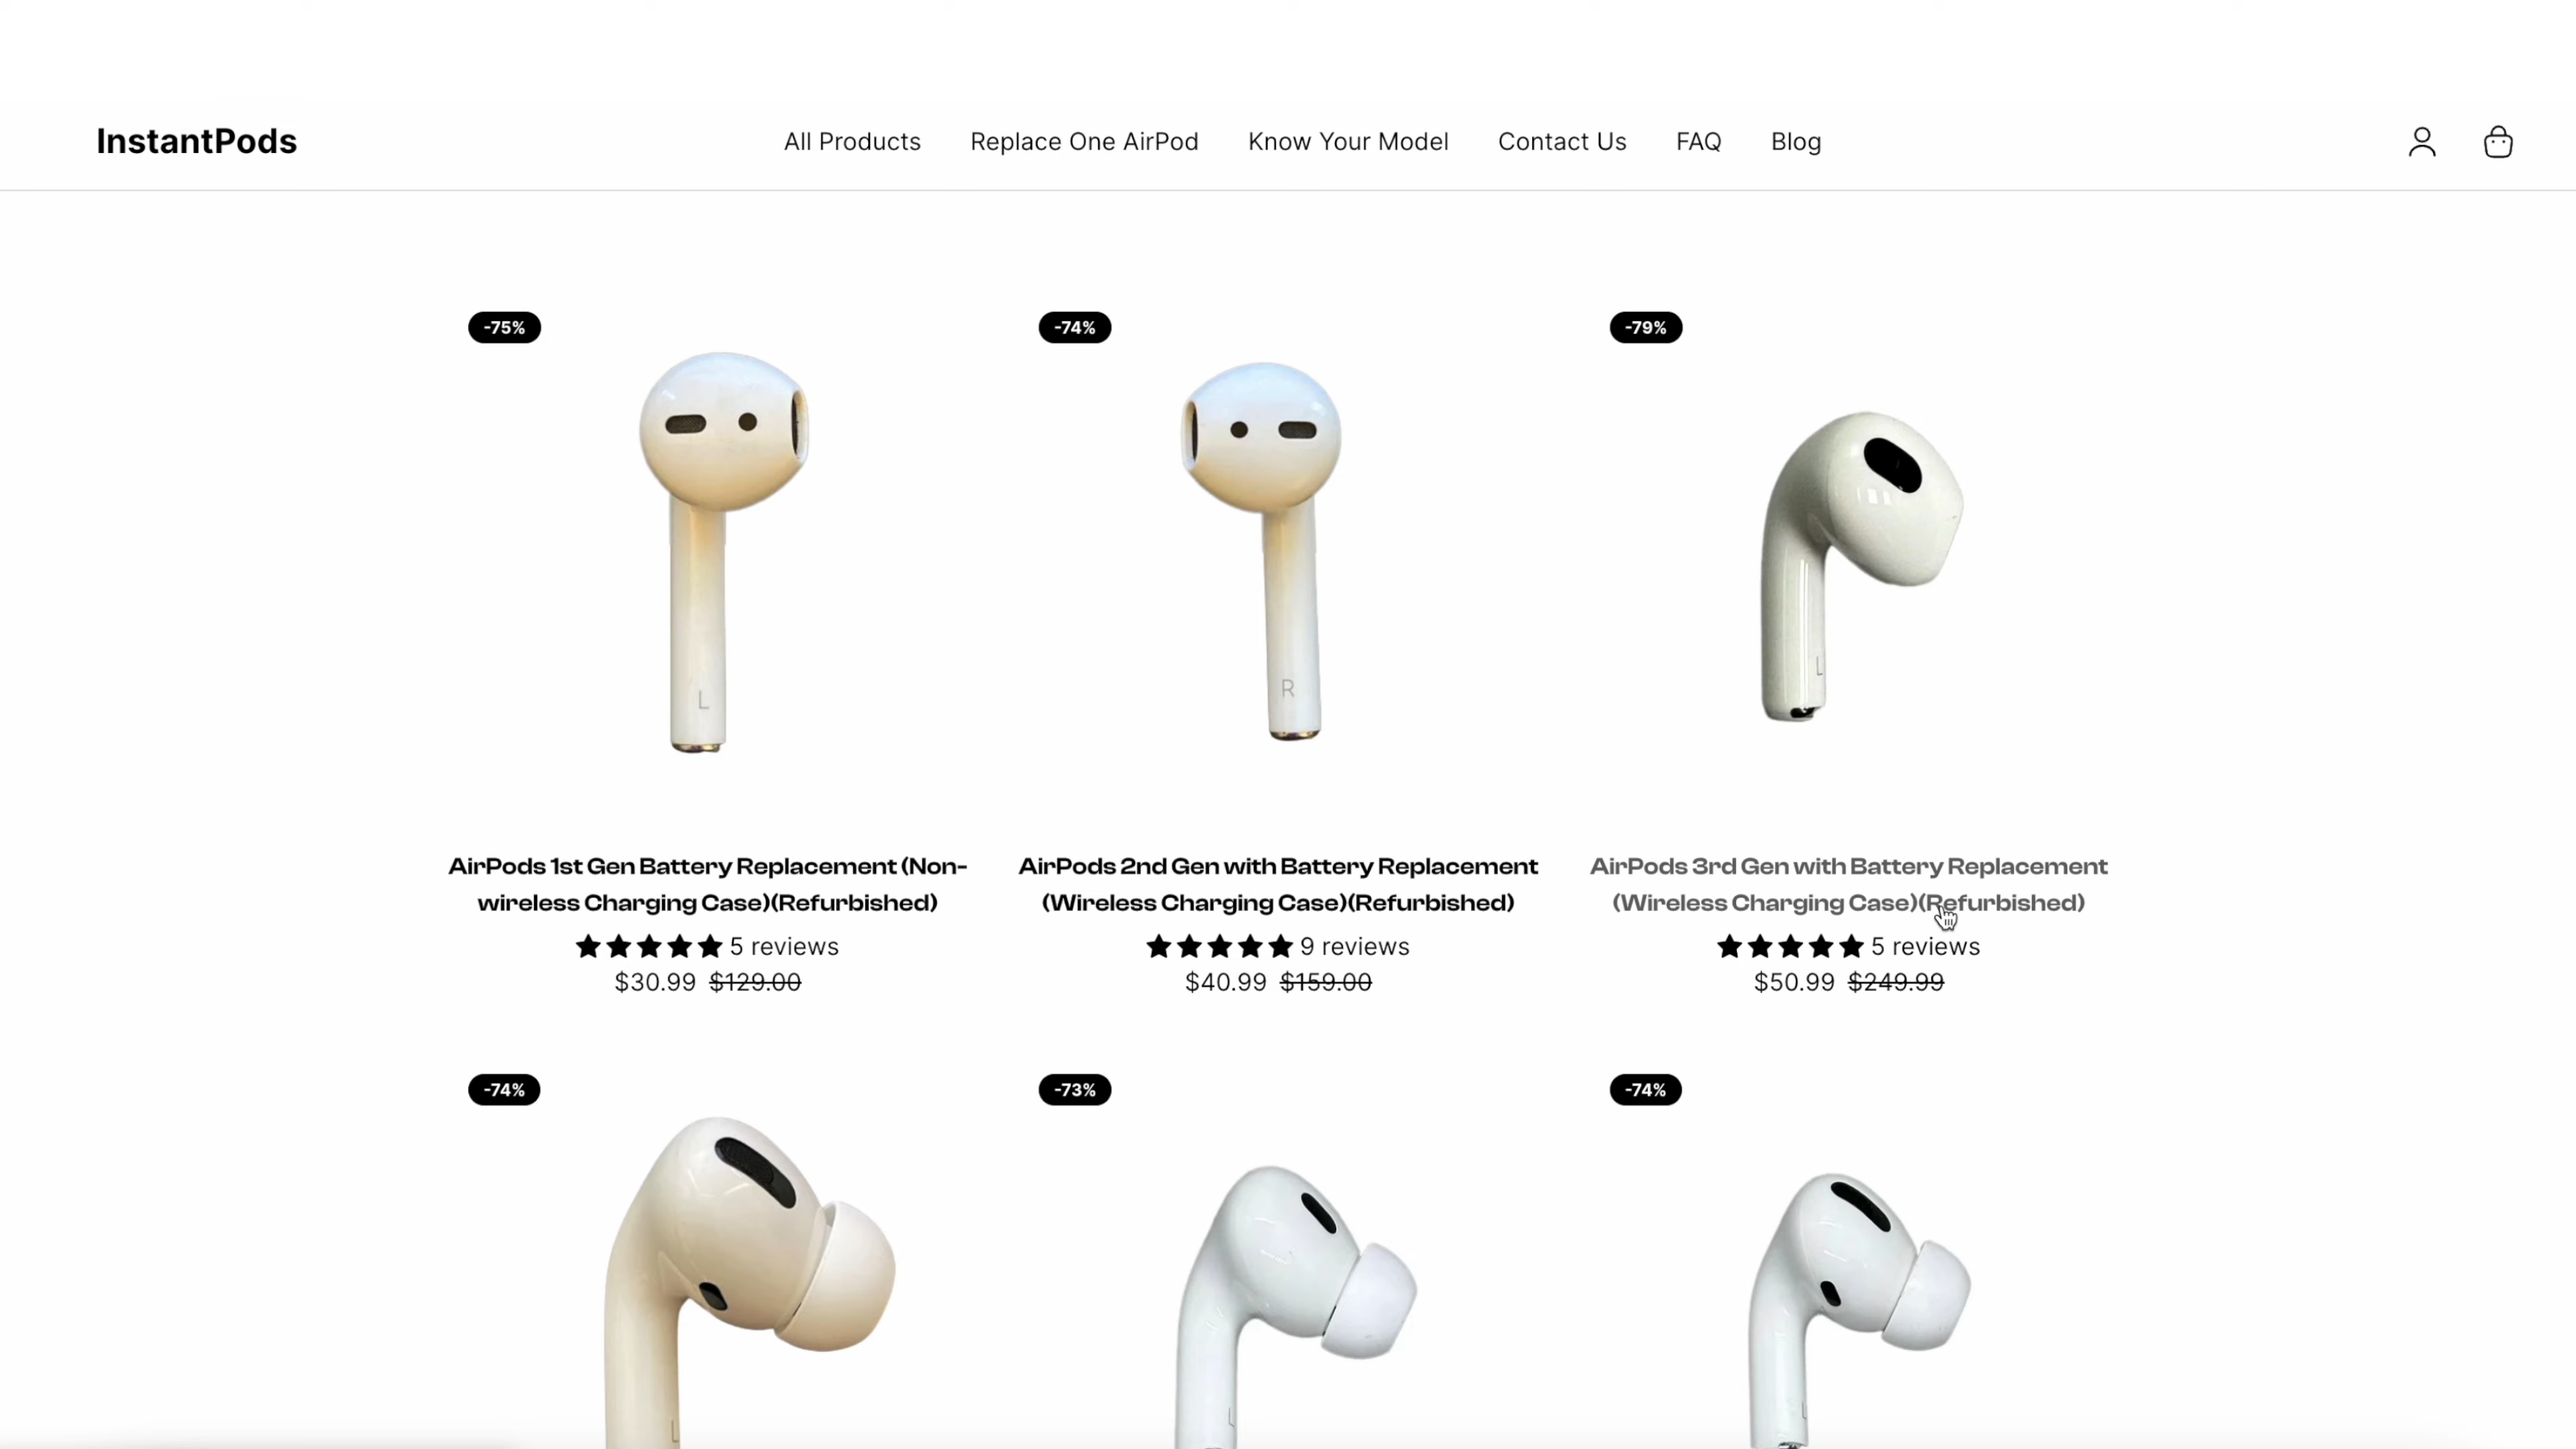 InstantPods
All Products
Replace One AirPod
Know Your Model
Contact Us
FAQ
Blog
-75%
-74%
-79%
L
R
L
AirPods 1st Gen Battery Replacement (Non-
wireless Charging Case)(Refurbished)
★★★★★ 5 reviews
$30.99 $129.00
AirPods 2nd Gen with Battery Replacement
(Wireless Charging Case)(Refurbished)
★★★★★ 9 reviews
$40.99 $159.00
AirPods 3rd Gen with Battery Replacement
(Wireless Charging Case)(Refurbished)
★★★★★ 5 reviews
$50.99 $249.99
-74%
-73%
-74%
L
L
L